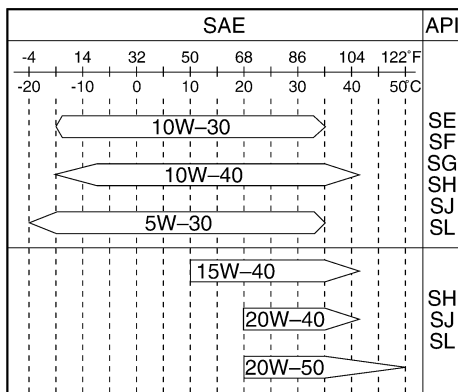 SAE API
-4 14 32 50 68 86 104 122°F
-20 -10 0 10 20 30 40 50°C
10W–30
10W–40
5W–30
SE
SF
SG
SH
SJ
SL
15W–40
20W–40
20W–50
SH
SJ
SL